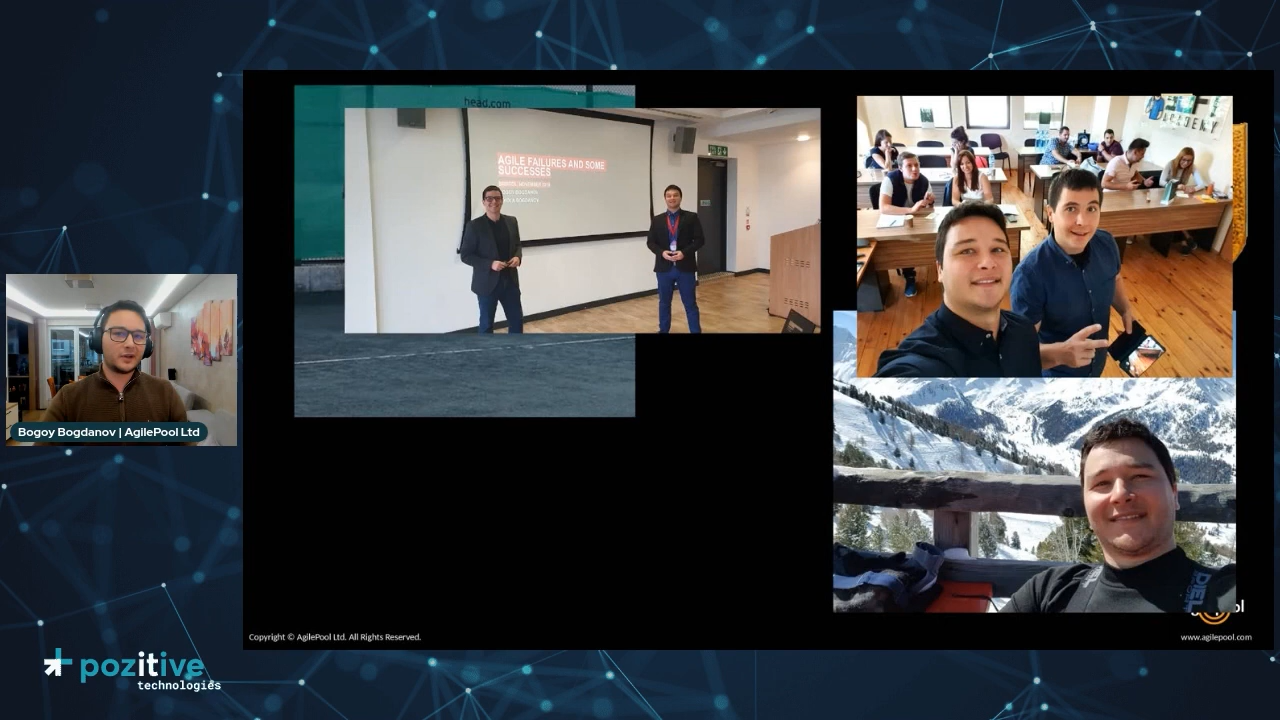 head.com
AGILE FAILURES AND SOME
SUCCESSES
ACADEMY
Bogoy Bogdanov | AgilePool Ltd
Copyright © AgilePool Ltd. All Rights Reserved.
www.agilepool.com
pozitive
technologies